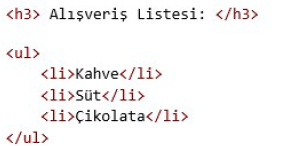 <h3> Alışveriş Listesi: </h3>
<ul>
<li>Kahve</li>
<li>Süt</li>
<li>Çikolata</li>
</ul>